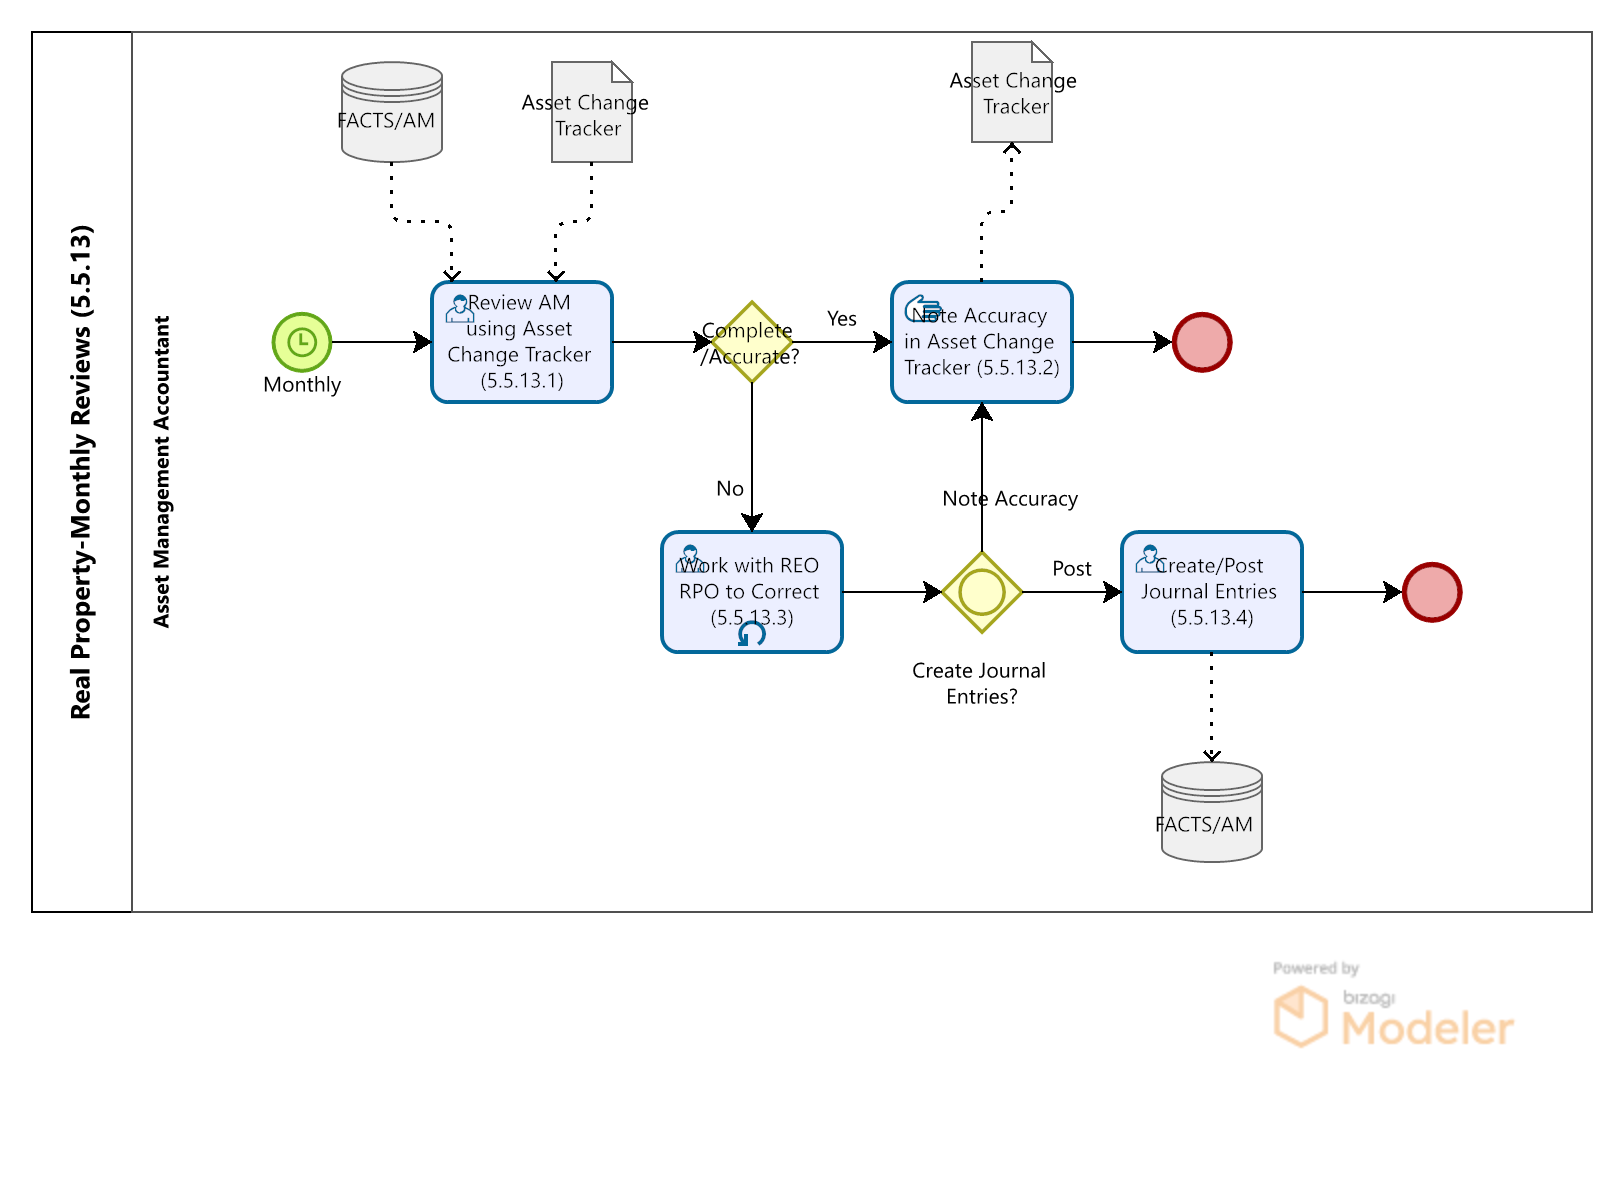 Real Property-Monthly Reviews (5.5.13)
Asset Management Accountant
FACTS/AM
Asset Change
Tracker
Asset Change
Tracker
Monthly
Review AM
using Asset
Change Tracker
(5.5.13.1)
Complete
/Accurate?
Yes
Note Accuracy
in Asset Change
Tracker (5.5.13.2)
No
Note Accuracy
Work with REO
RPO to Correct
(5.5.13.3)
Create Journal
Entries?
Post
Create/Post
Journal Entries
(5.5.13.4)
FACTS/AM
Powered by
bizagi
Modeler